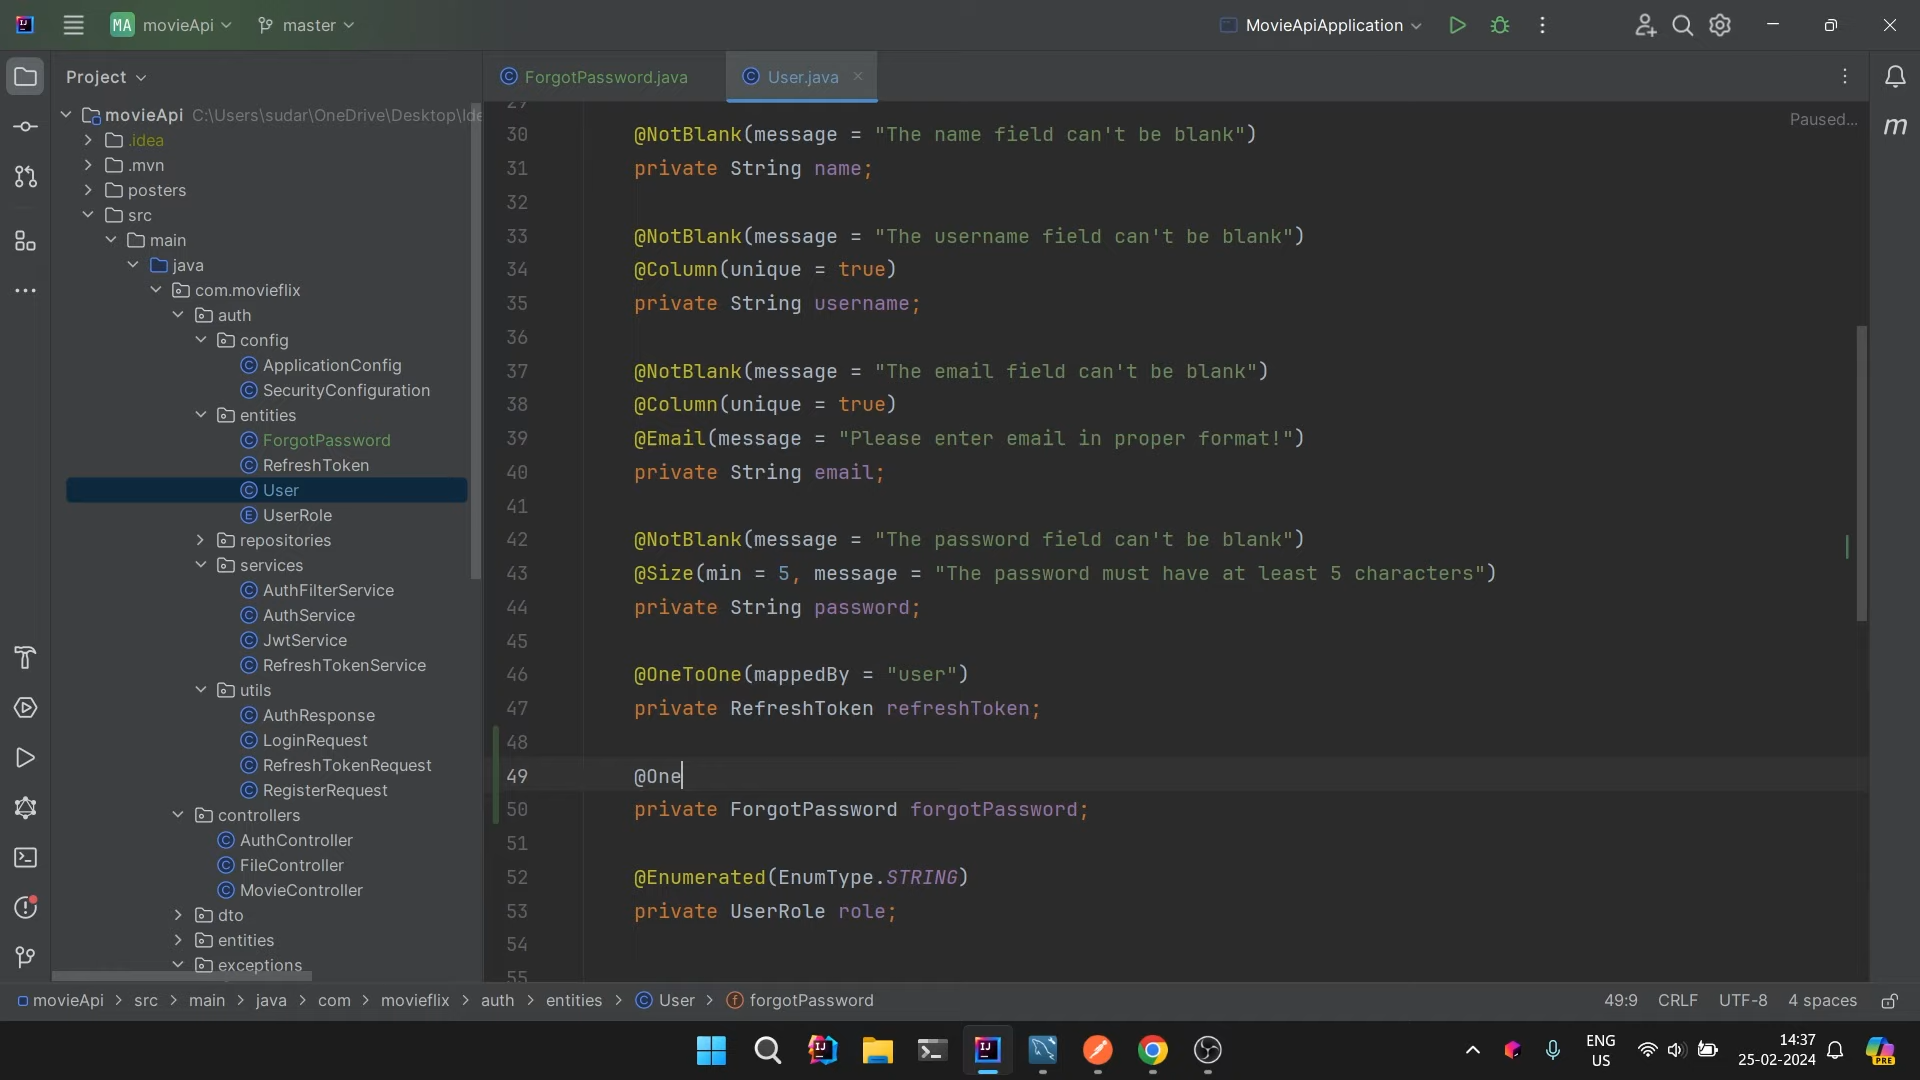 MA movieApi master MovieApiApplication
Project ForgotPassword.java User.java
movieApi C:\Users\sudar\OneDrive\Desktop\Ide
.idea
.mvn
posters
src
main
java
com.movieflix
auth
config
ApplicationConfig
SecurityConfiguration
entities
ForgotPassword
RefreshToken
User
UserRole
repositories
services
AuthFilterService
AuthService
JwtService
RefreshTokenService
utils
AuthResponse
LoginRequest
RefreshTokenRequest
RegisterRequest
controllers
AuthController
FileController
MovieController
dto
entities
exceptions
Paused...
29
30 @NotBlank(message = "The name field can't be blank")
31 private String name;
32
33 @NotBlank(message = "The username field can't be blank")
34 @Column(unique = true)
35 private String username;
36
37 @NotBlank(message = "The email field can't be blank")
38 @Column(unique = true)
39 @Email(message = "Please enter email in proper format!")
40 private String email;
41
42 @NotBlank(message = "The password field can't be blank")
43 @Size(min = 5, message = "The password must have at least 5 characters")
44 private String password;
45
46 @OneToOne(mappedBy = "user")
47 private RefreshToken refreshToken;
48
49 @One
50 private ForgotPassword forgotPassword;
51
52 @Enumerated(EnumType.STRING)
53 private UserRole role;
54
55
movieApi > src > main > java > com > movieflix > auth > entities > User > forgotPassword 49:9 CRLF UTF-8 4 spaces
ENG
US
14:37
25-02-2024
PRE